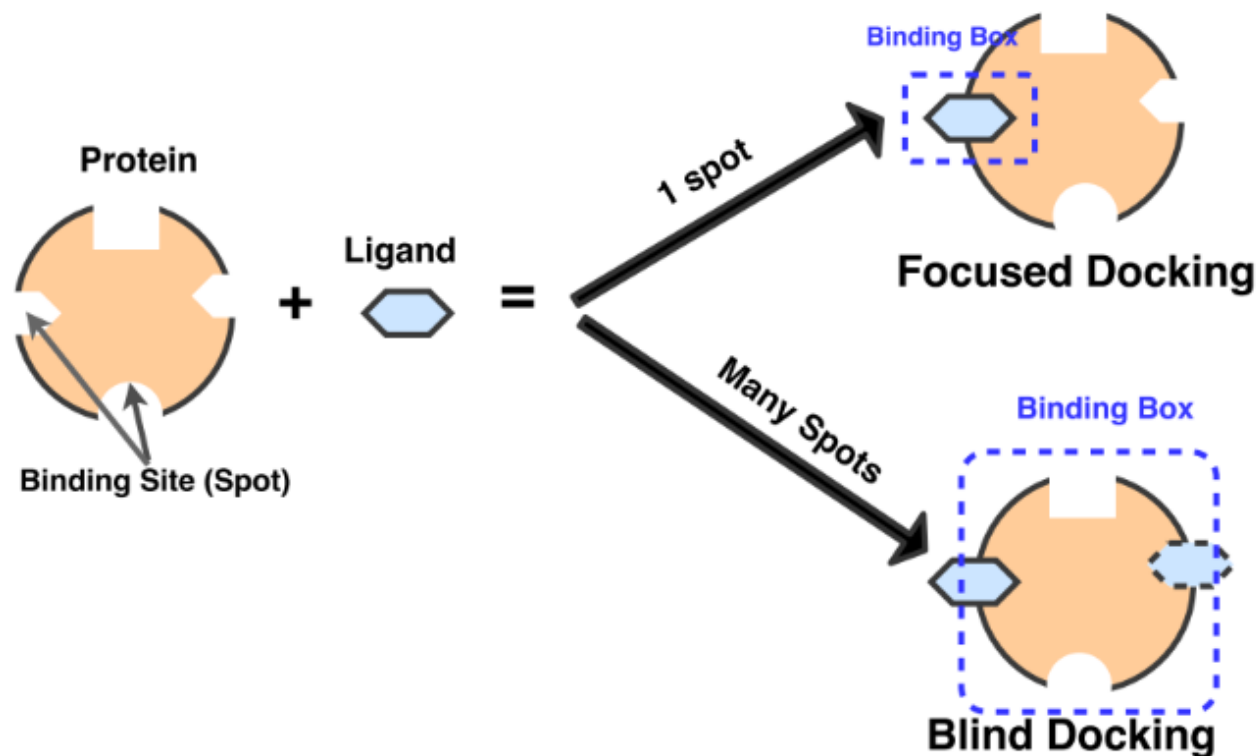 Protein
Ligand
+
=
Binding Site (Spot)
1 spot
Binding Box
Focused Docking
Many Spots
Binding Box
Blind Docking